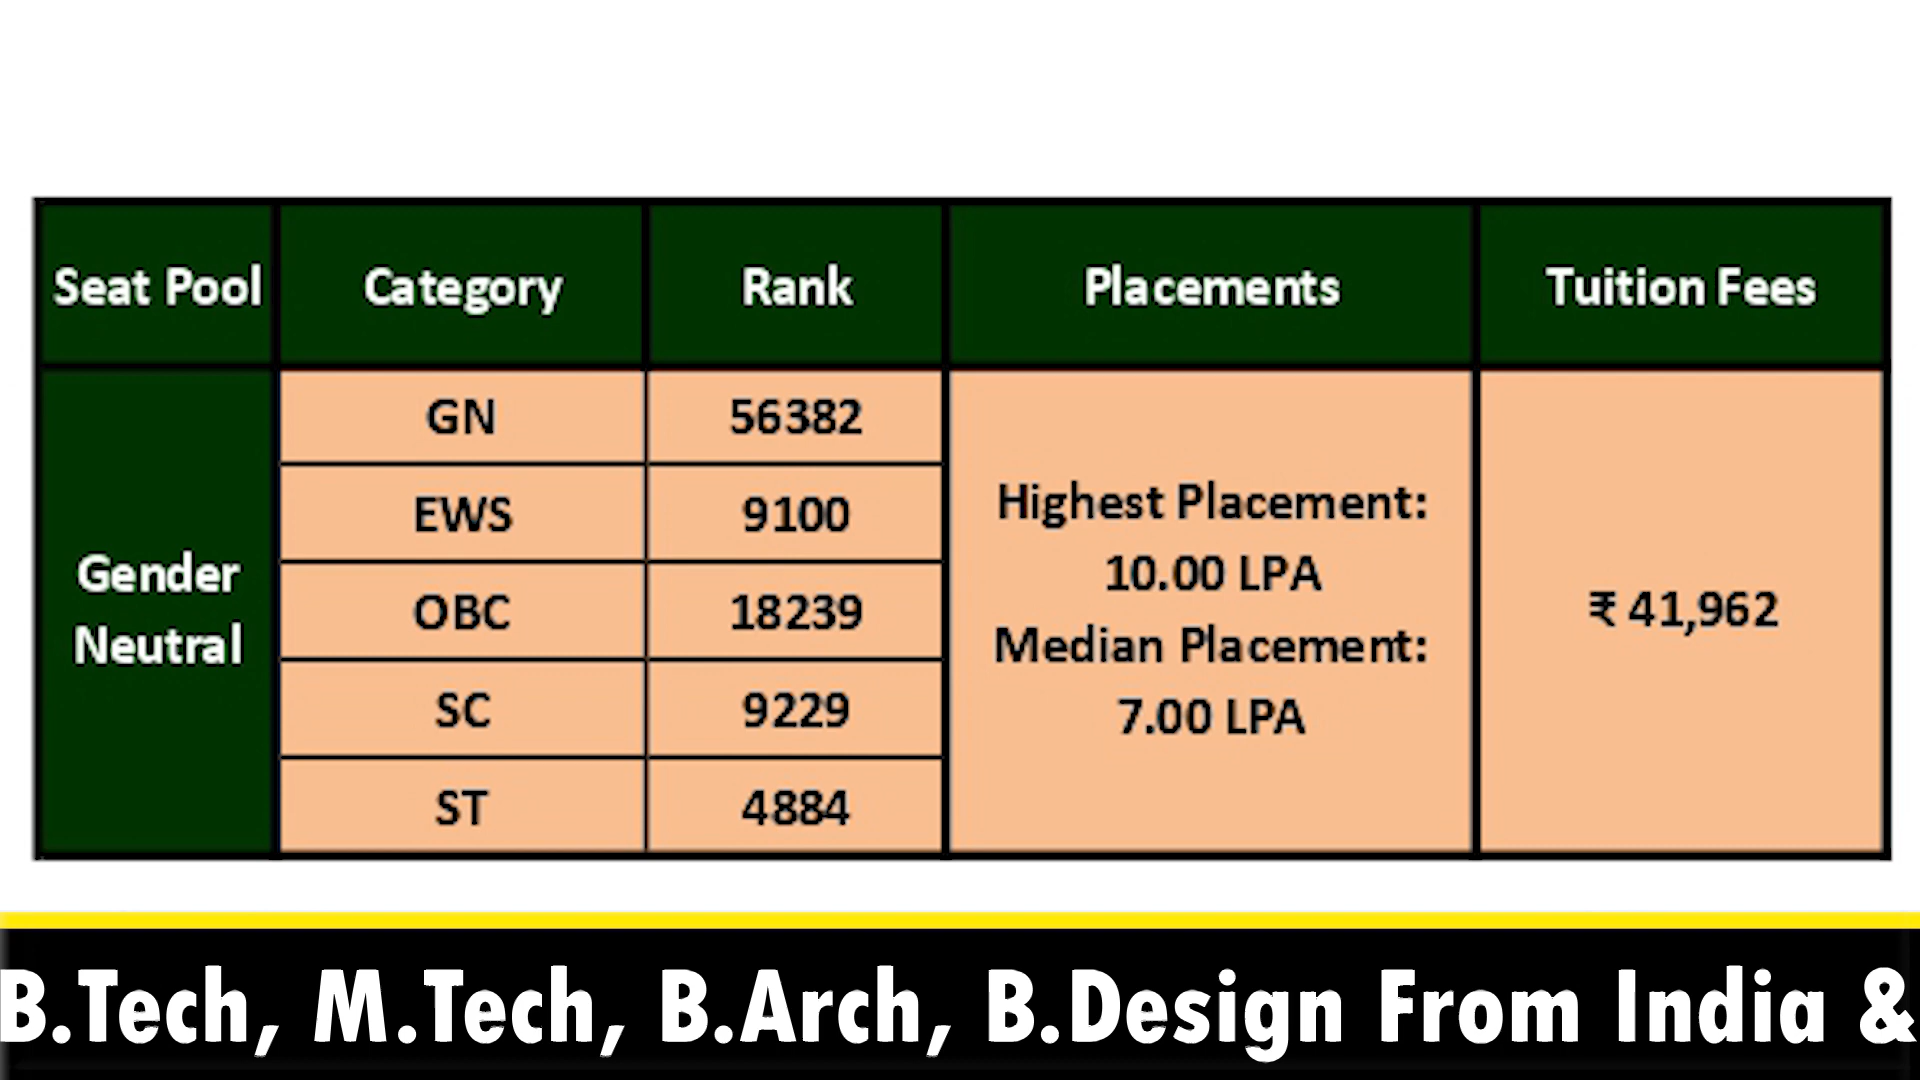 Seat Pool Category Rank Placements Tuition Fees
GN 56382
EWS 9100
OBC 18239
SC 9229
ST 4884
Gender
Neutral
Highest Placement:
10.00 LPA
Median Placement:
7.00 LPA
₹ 41,962
B.Tech, M.Tech, B.Arch, B.Design From India &